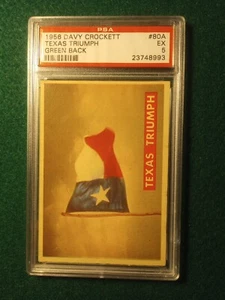 PSA
1956 DAVY CROCKETT #80A
TEXAS TRIUMPH EX
GREEN BACK 5
23748993
TEXAS TRIUMPH